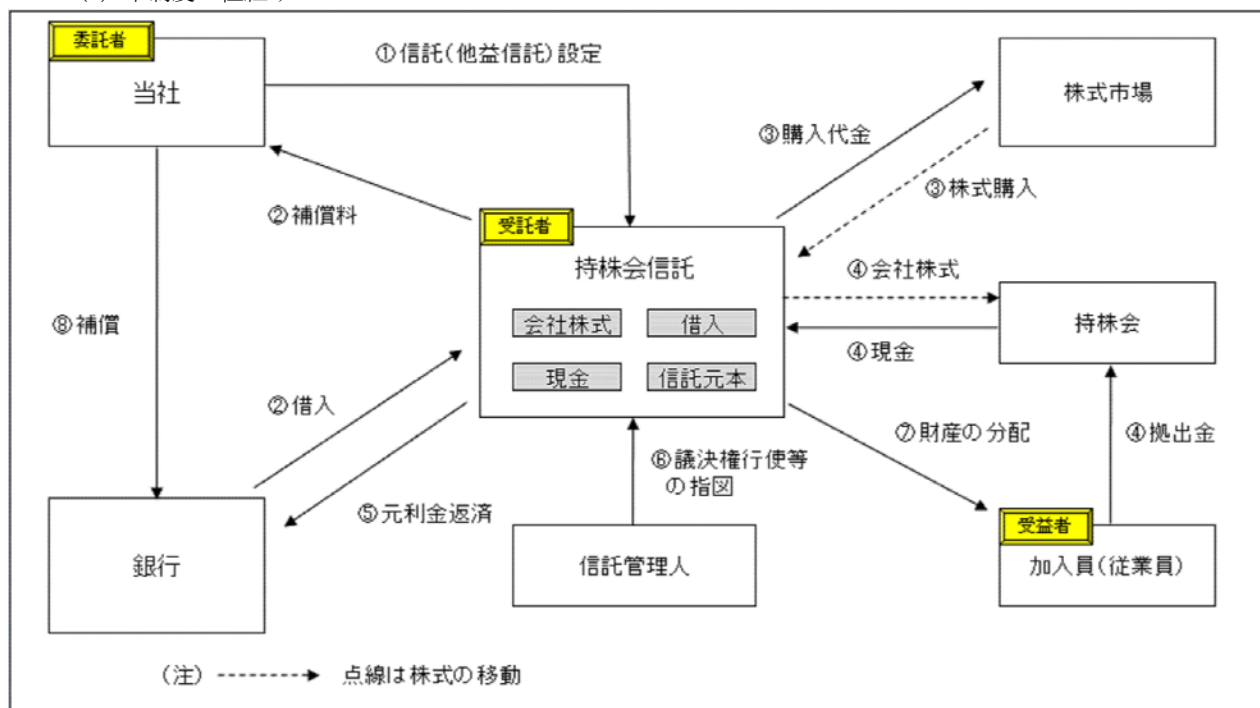 委託者
当社
①信託(他益信託)設定
株式市場
③購入代金
③株式購入
②補償料
受託者
持株会信託
会社株式
借入
現金
信託元本
④会社株式
持株会
④現金
⑧補償
②借入
⑤元利金返済
⑥議決権行使等
の指図
⑦財産の分配
④拠出金
銀行
信託管理人
受益者
加入員(従業員)
(注)
点線は株式の移動